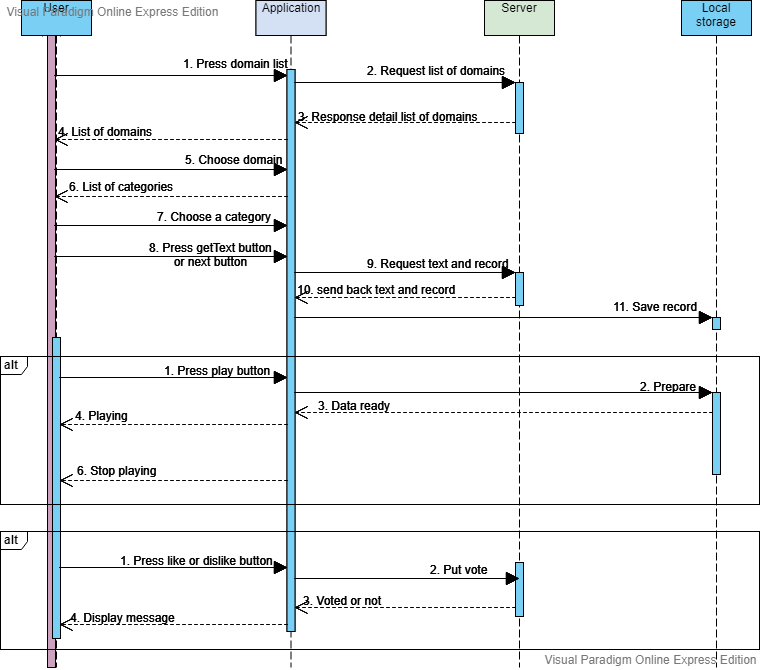 Visual Paradigm Online Express Edition
User
Application
Server
Local
storage
1. Press domain list
2. Request list of domains
3. Response detail list of domains
4. List of domains
5. Choose domain
6. List of categories
7. Choose a category
8. Press getText button
or next button
9. Request text and record
10. send back text and record
11. Save record
alt
1. Press play button
2. Prepare
3. Data ready
4. Playing
6. Stop playing
alt
1. Press like or dislike button
2. Put vote
3. Voted or not
4. Display message
Visual Paradigm Online Express Edition